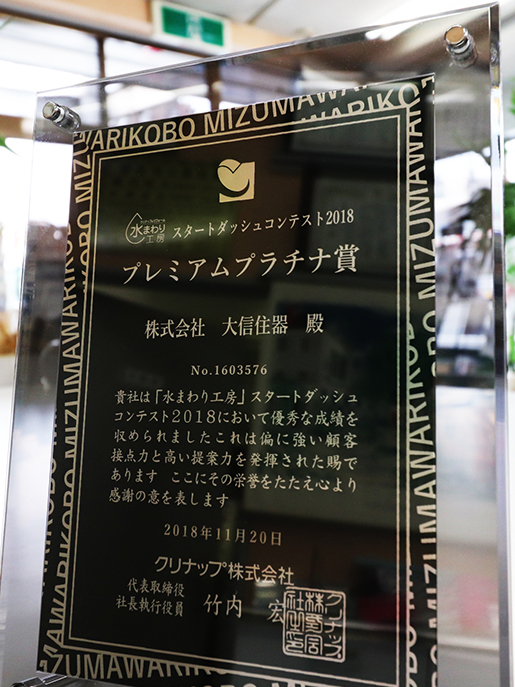 WARIKOBO MIZUMAWARIKOBO
水まわり工房 スタートダッシュコンテスト2018
プレミアムプラチナ賞
株式会社 大信住器 殿
No.1603576
貴社は「水まわり工房」スタートダッシュ
コンテスト2018において優秀な成績を
収められましたこれは偏に強い顧客
接点力と高い提案力を発揮された賜で
あります ここにその栄誉をたたえ心より
感謝の意を表します
2018年11月20日
クリナップ株式会社
代表取締役
社長執行役員 竹内 宏
MIZUMAWARIKOBO MIZUMAWARIKOBO
MIZUMAWARIKOBO
IZUMAWARIKOBO MIZUMAWARI